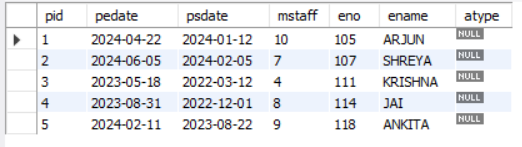 pid pedate psdate mstaff eno ename atype
1 2024-04-22 2024-01-12 10 105 ARJUN NULL
2 2024-06-05 2024-02-05 7 107 SHREYA NULL
3 2023-05-18 2022-03-12 4 111 KRISHNA NULL
4 2023-08-31 2022-12-01 8 114 JAI NULL
5 2024-02-11 2023-08-22 9 118 ANKITA NULL